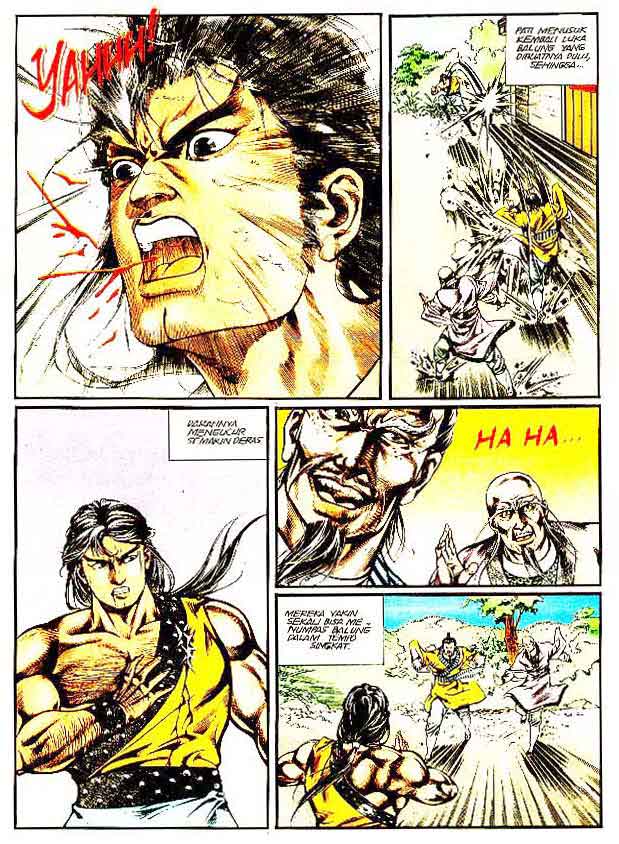 YAHUU!
PATI MENUSUK
KEMBALI LUKA
BALUNG YANG
DIBUATNYA DULU,
SEHINGGA...
DARAHNYA
MENGUCUR
SEMAKIN DERAS
HA HA...
MEREKA YAKIN
SEKALI BISA ME-
NUMPAS BALUNG
DALAM TEMPO
SINGKAT.